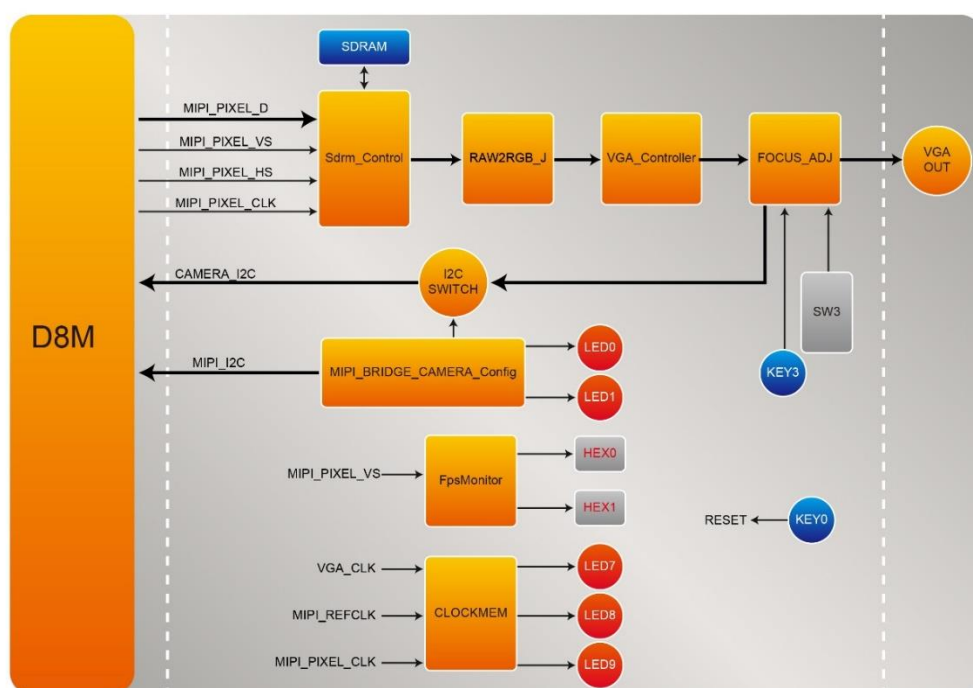 SDRAM
MIPI_PIXEL_D
MIPI_PIXEL_VS
MIPI_PIXEL_HS
MIPI_PIXEL_CLK
Sdrm_Control
RAW2RGB_J
VGA_Controller
FOCUS_ADJ
VGA
OUT
CAMERA_I2C
I2C
SWITCH
SW3
D8M
MIPI_I2C
MIPI_BRIDGE_CAMERA_Config
LED0
LED1
KEY3
MIPI_PIXEL_VS
FpsMonitor
HEX0
HEX1
RESET
KEY0
VGA_CLK
MIPI_REFCLK
MIPI_PIXEL_CLK
CLOCKMEM
LED7
LED8
LED9